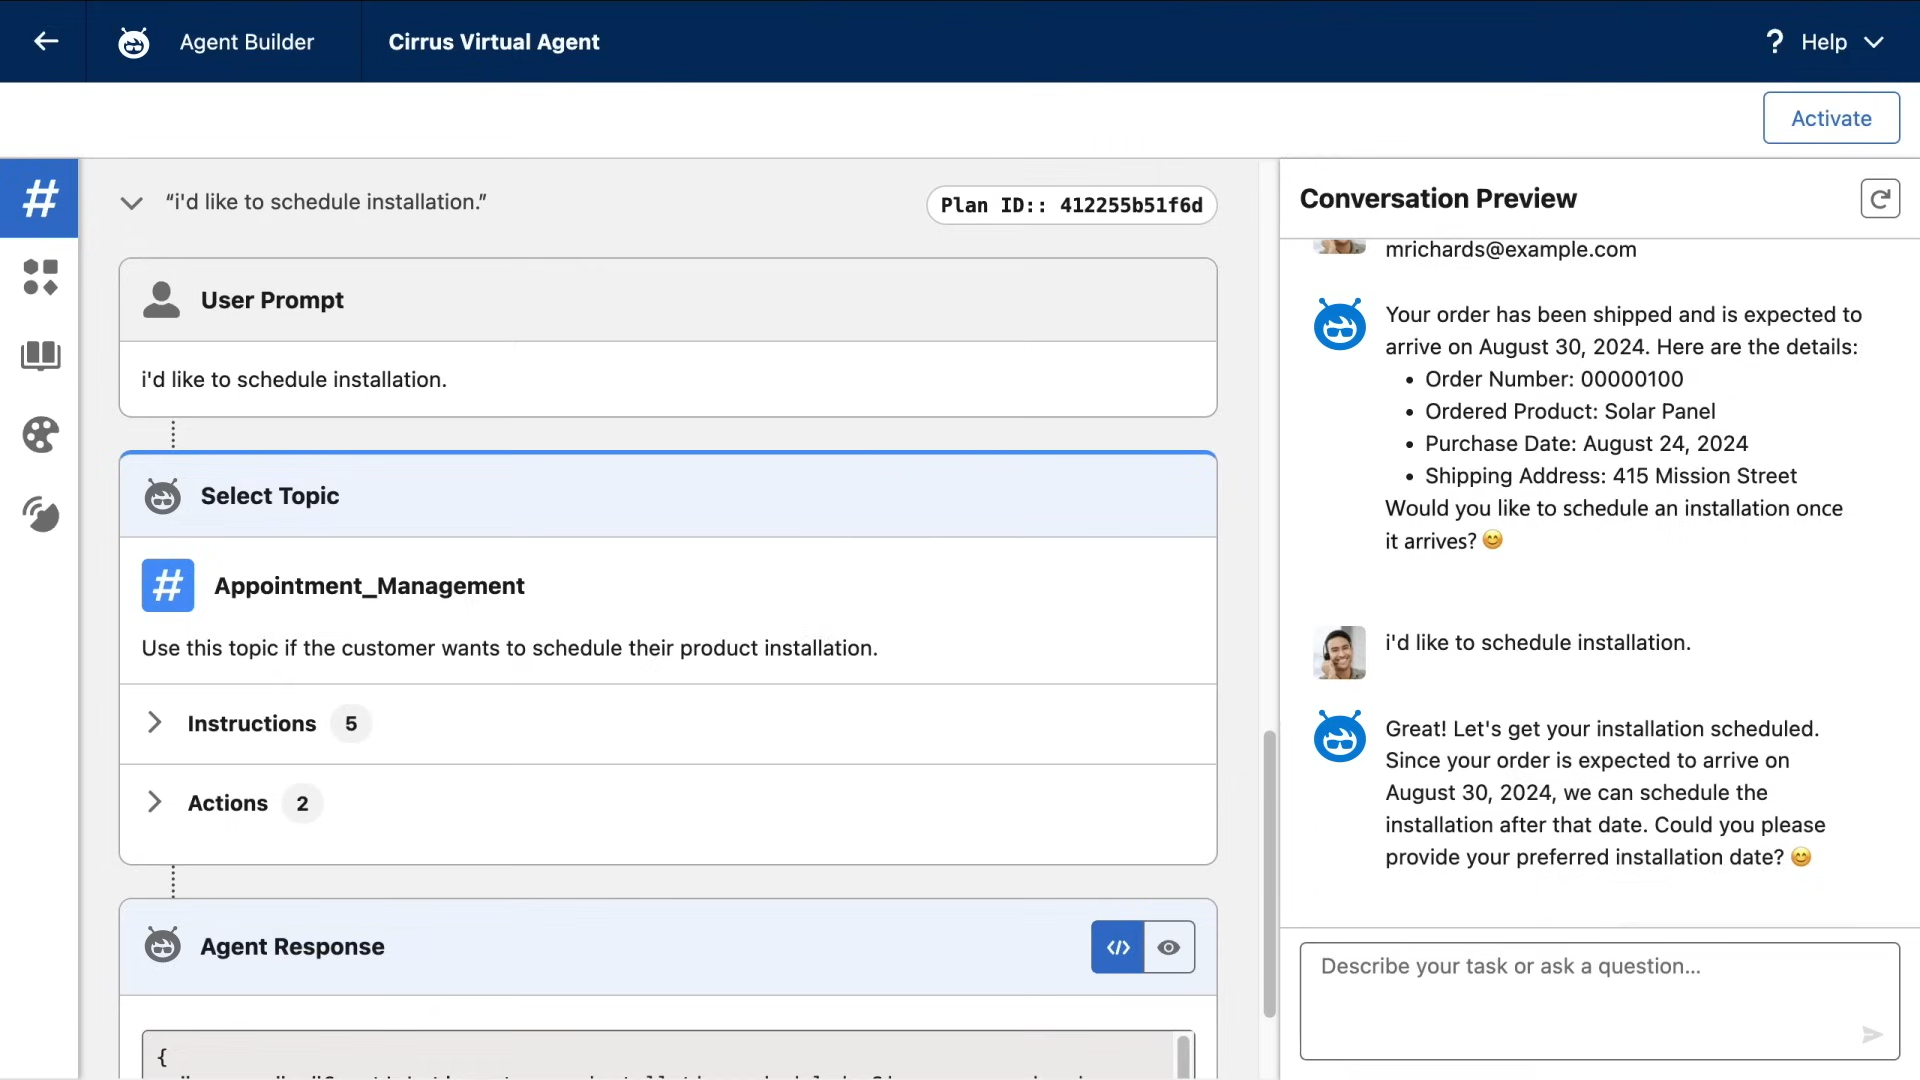 Agent Builder
Cirrus Virtual Agent
? Help
Activate
“i'd like to schedule installation.”
Plan ID:: 412255b51f6d
User Prompt
i'd like to schedule installation.
Select Topic
# Appointment_Management
Use this topic if the customer wants to schedule their product installation.
Instructions 5
Actions 2
Agent Response
</>
{
Conversation Preview
mrichards@example.com
Your order has been shipped and is expected to
arrive on August 30, 2024. Here are the details:
• Order Number: 00000100
• Ordered Product: Solar Panel
• Purchase Date: August 24, 2024
• Shipping Address: 415 Mission Street
Would you like to schedule an installation once
it arrives? 😊
i'd like to schedule installation.
Great! Let's get your installation scheduled.
Since your order is expected to arrive on
August 30, 2024, we can schedule the
installation after that date. Could you please
provide your preferred installation date? 😊
Describe your task or ask a question...